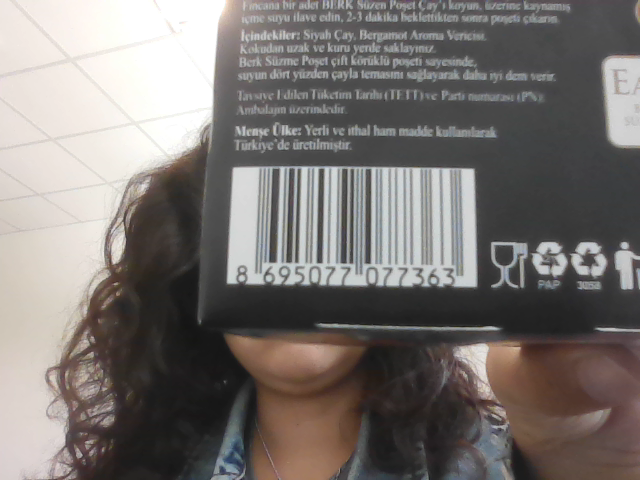 Fincana bir adet BERK Süzen Poşet Çay'ı koyun, üzerine kaynamış
içme suyu ilave edin, 2-3 dakika beklettikten sonra poşeti çıkarın.
İçindekiler: Siyah Çay, Bergamot Aroma Vericisi.
Kokudan uzak ve kuru yerde saklayınız.
Berk Süzme Poşet çift körüklü poşeti sayesinde,
suyun dört yüzden çayla temasını sağlayarak daha iyi dem verir.
Tavsiye Edilen Tüketim Tarihi (TETT) ve Parti numarası (PN):
Ambalajın üzerindedir.
Menşe Ülke: Yerli ve ithal ham madde kullanılarak
Türkiye'de üretilmiştir.
8 695077 077363
PAP